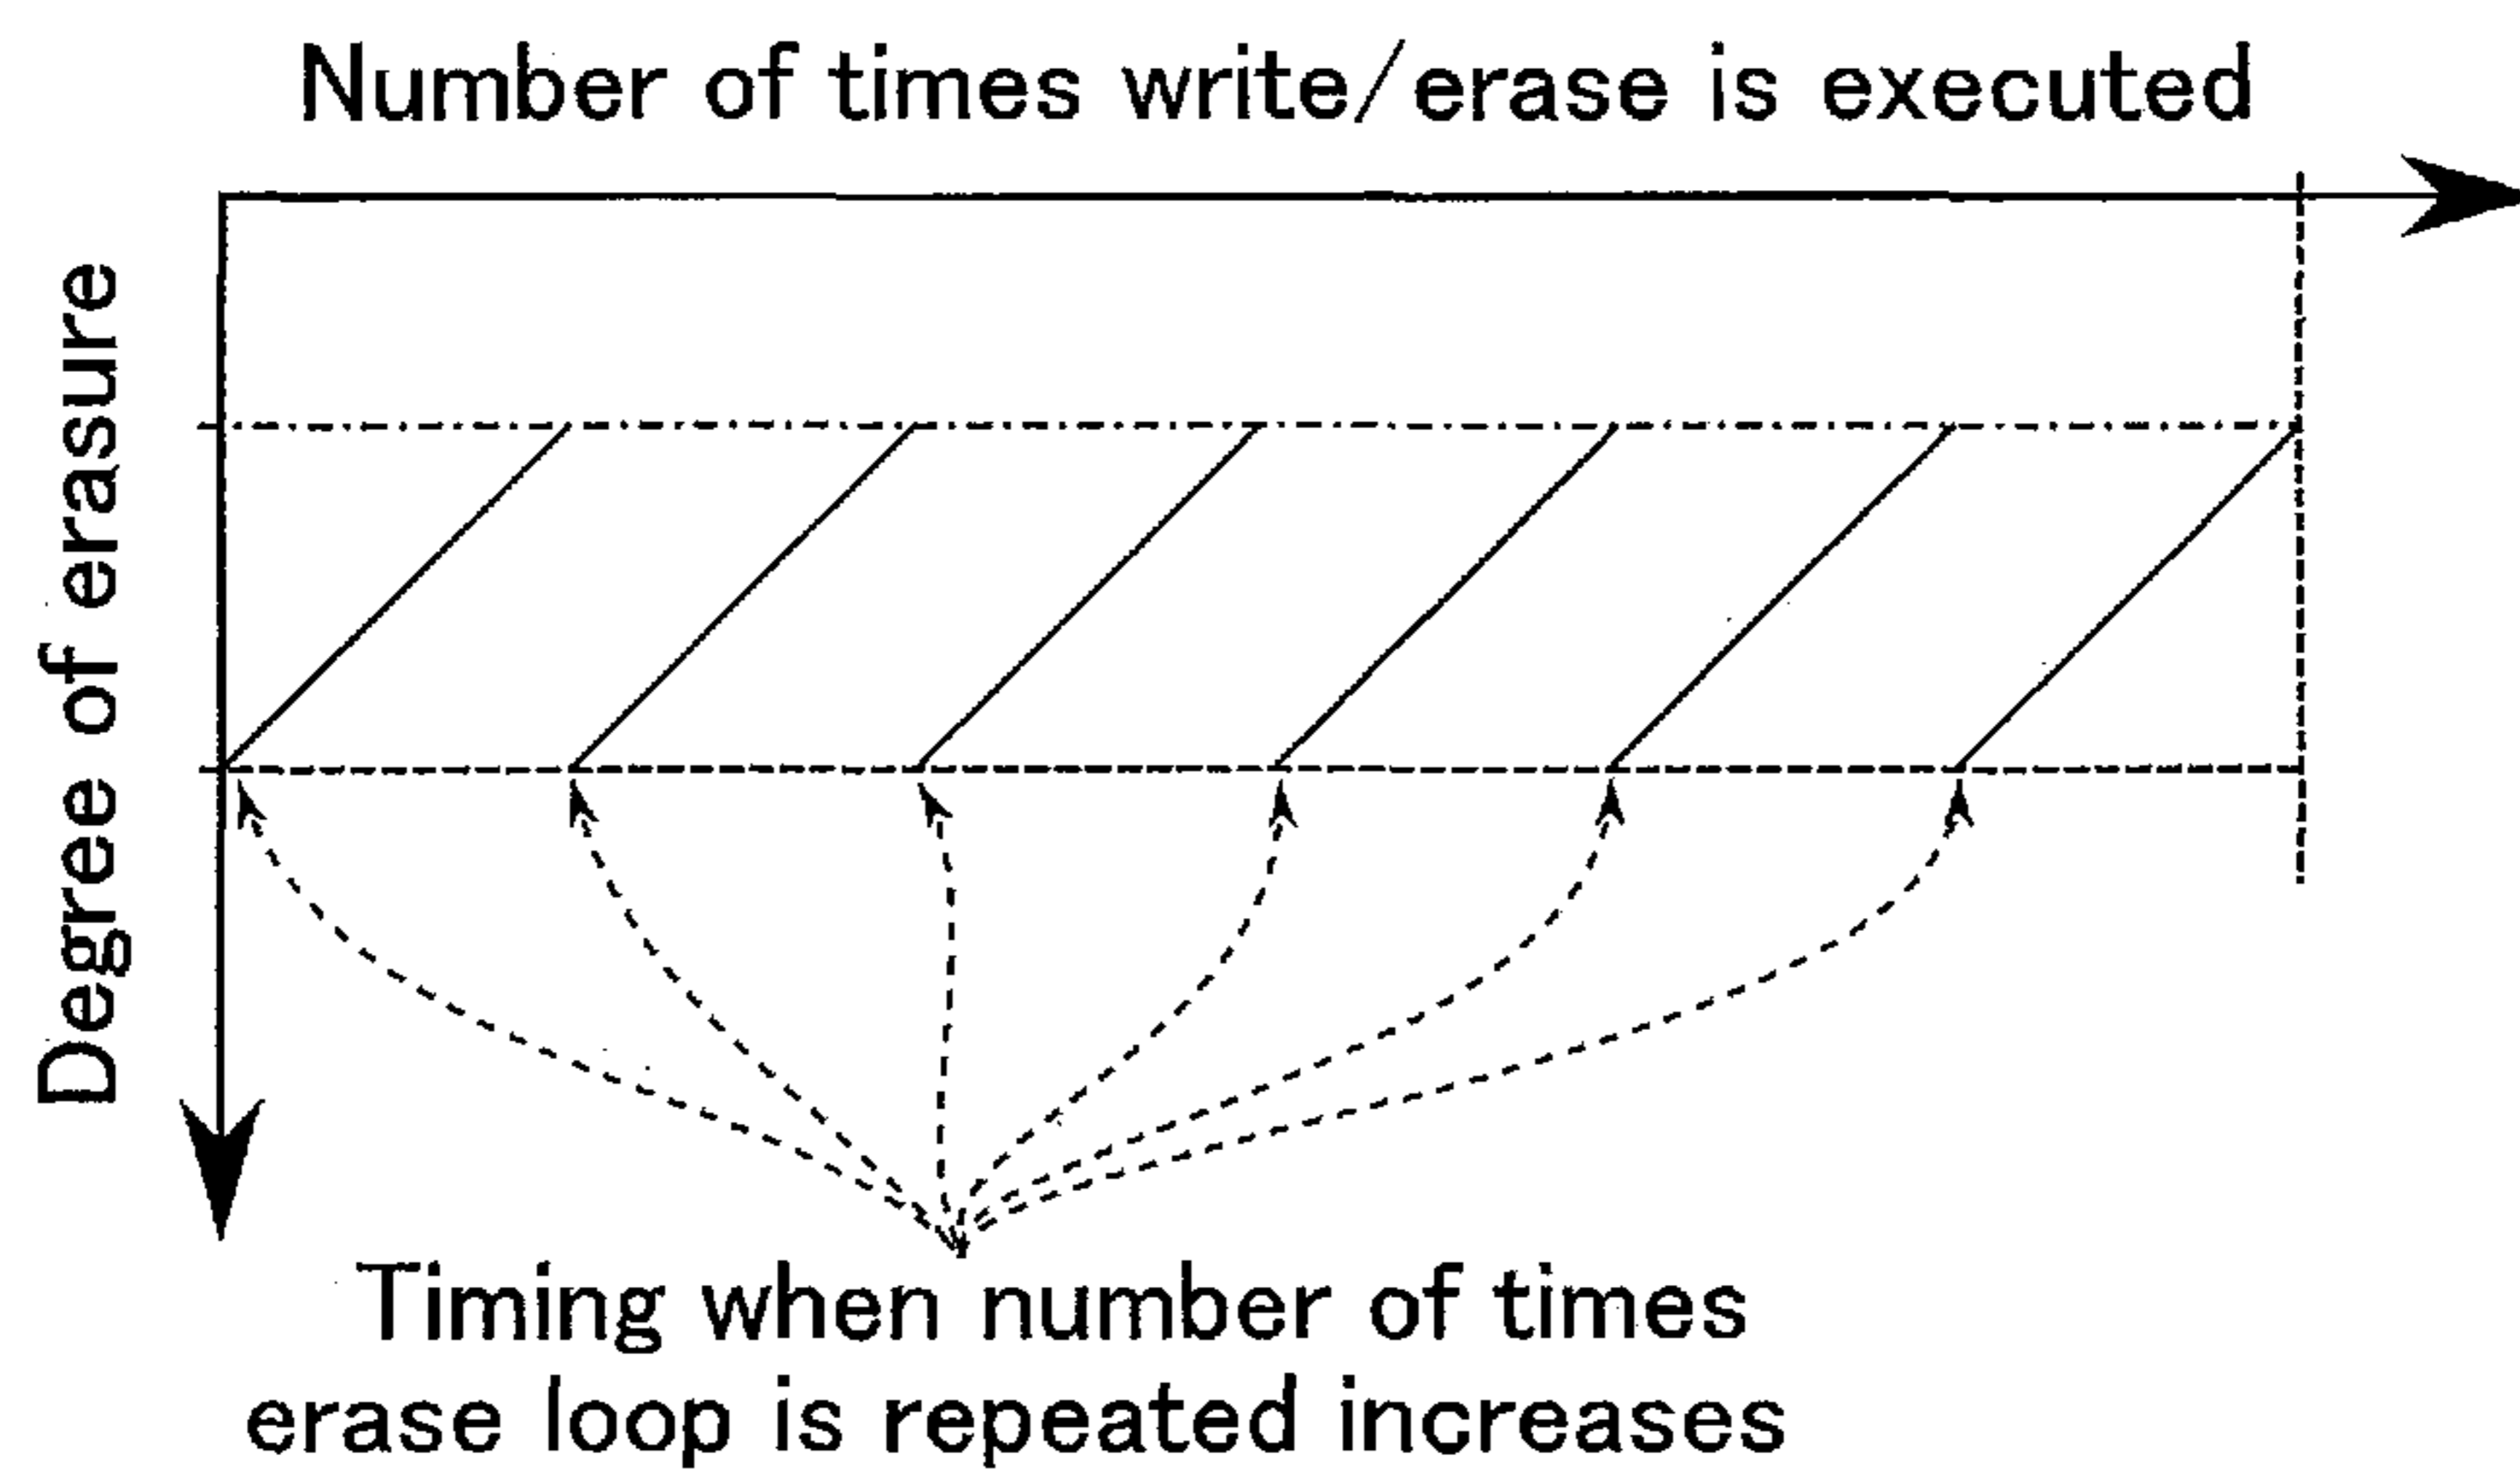 Number of times write/erase is executed
Degree of erasure
Timing when number of times
erase loop is repeated increases